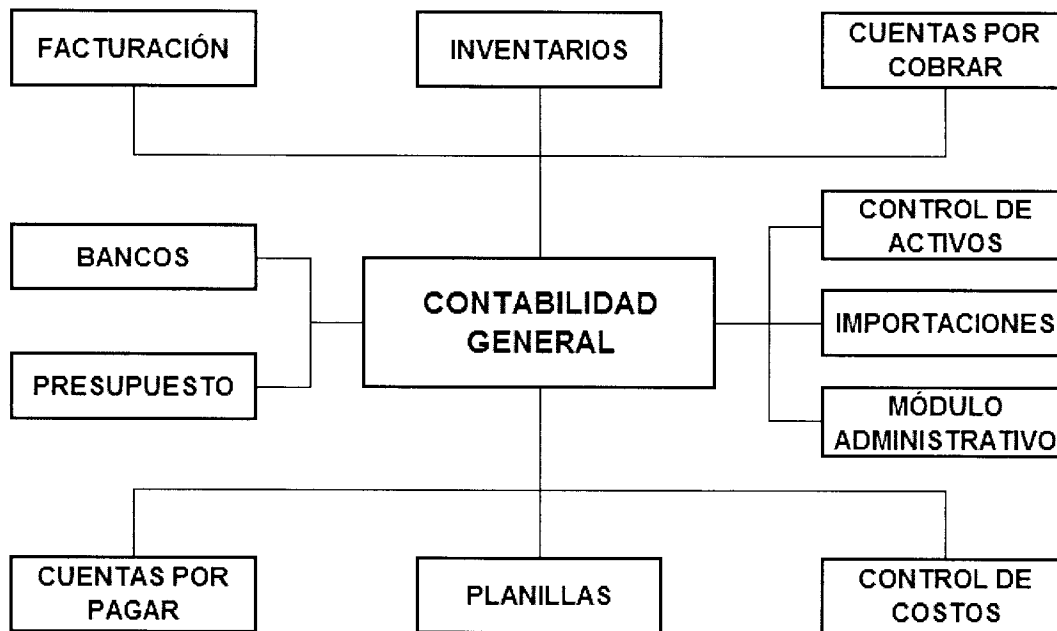 FACTURACIÓN
INVENTARIOS
CUENTAS POR
COBRAR
BANCOS
PRESUPUESTO
CONTABILIDAD
GENERAL
CONTROL DE
ACTIVOS
IMPORTACIONES
MÓDULO
ADMINISTRATIVO
CUENTAS POR
PAGAR
PLANILLAS
CONTROL DE
COSTOS